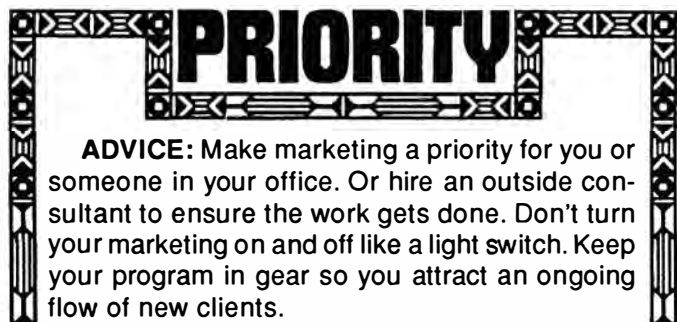 PRIORITY
ADVICE: Make marketing a priority for you or
someone in your office. Or hire an outside con-
sultant to ensure the work gets done. Don't turn
your marketing on and off like a light switch. Keep
your program in gear so you attract an ongoing
flow of new clients.